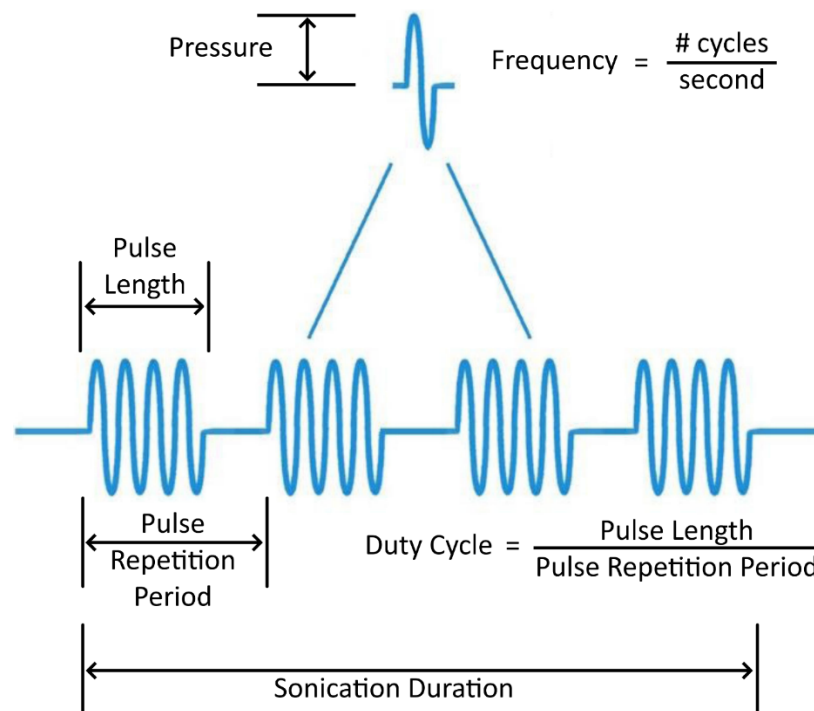 Pressure
Frequency = # cycles
second
Pulse
Length
Pulse
Repetition
Period
Duty Cycle = Pulse Length
Pulse Repetition Period
Sonication Duration